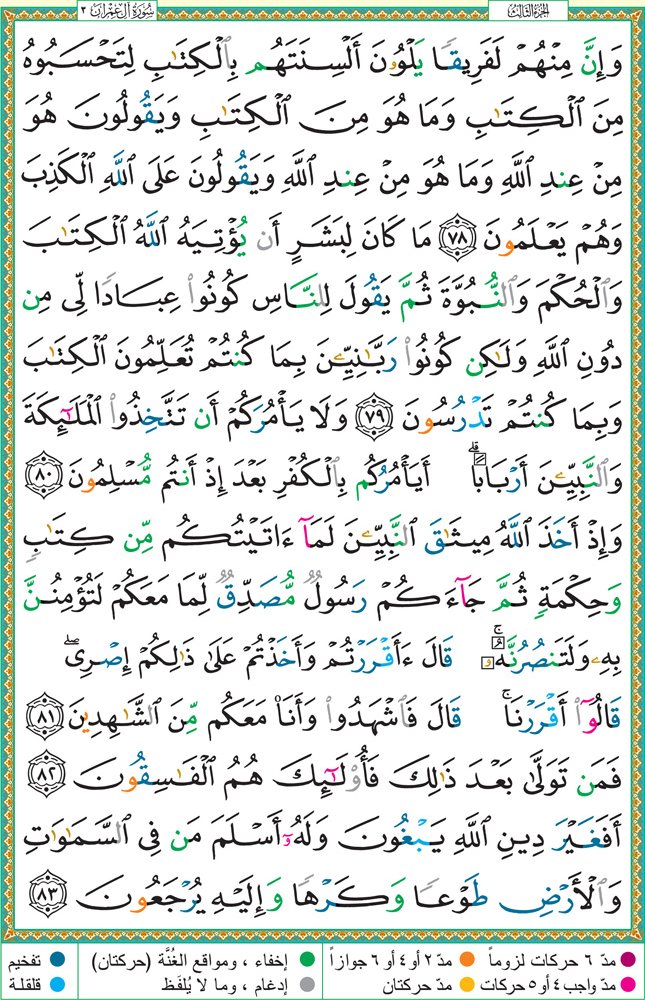 الجزء الثالث سورة آل عمران ٣
وَإِنَّ مِنْهُمْ لَفَرِيقًا يَلْوُۥنَ أَلْسِنَتَهُم بِٱلْكِتَٰبِ لِتَحْسَبُوهُ
مِنَ ٱلْكِتَٰبِ وَمَا هُوَ مِنَ ٱلْكِتَٰبِ وَيَقُولُونَ هُوَ
مِنْ عِندِ ٱللَّهِ وَمَا هُوَ مِنْ عِندِ ٱللَّهِ وَيَقُولُونَ عَلَى ٱللَّهِ ٱلْكَذِبَ
وَهُمْ يَعْلَمُونَ ٧٨ مَا كَانَ لِبَشَرٍ أَن يُؤْتِيَهُ ٱللَّهُ ٱلْكِتَٰبَ
وَٱلْحُكْمَ وَٱلنُّبُوَّةَ ثُمَّ يَقُولَ لِلنَّاسِ كُونُوا۟ عِبَادًا لِّى مِن
دُونِ ٱللَّهِ وَلَٰكِن كُونُوا۟ رَبَّٰنِيِّۦنَ بِمَا كُنتُمْ تُعَلِّمُونَ ٱلْكِتَٰبَ
وَبِمَا كُنتُمْ تَدْرُسُونَ ٧٩ وَلَا يَأْمُرَكُمْ أَن تَتَّخِذُوا۟ ٱلْمَلَٰٓئِكَةَ
وَٱلنَّبِيِّۦنَ أَرْبَابًا ۗ أَيَأْمُرُكُم بِٱلْكُفْرِ بَعْدَ إِذْ أَنتُم مُّسْلِمُونَ ٨٠
وَإِذْ أَخَذَ ٱللَّهُ مِيثَٰقَ ٱلنَّبِيِّۦنَ لَمَآ ءَاتَيْتُكُم مِّن كِتَٰبٍ
وَحِكْمَةٍ ثُمَّ جَآءَكُمْ رَسُولٌ مُّصَدِّقٌ لِّمَا مَعَكُمْ لَتُؤْمِنُنَّ
بِهِۦ وَلَتَنصُرُنَّهُۥ ۚ قَالَ ءَأَقْرَرْتُمْ وَأَخَذْتُمْ عَلَىٰ ذَٰلِكُمْ إِصْرِى ۖ
قَالُوٓا۟ أَقْرَرْنَا ۚ قَالَ فَٱشْهَدُوا۟ وَأَنَا۠ مَعَكُم مِّنَ ٱلشَّٰهِدِينَ ٨١
فَمَن تَوَلَّىٰ بَعْدَ ذَٰلِكَ فَأُو۟لَٰٓئِكَ هُمُ ٱلْفَٰسِقُونَ ٨٢
أَفَغَيْرَ دِينِ ٱللَّهِ يَبْغُونَ وَلَهُۥٓ أَسْلَمَ مَن فِى ٱلسَّمَٰوَٰتِ
وَٱلْأَرْضِ طَوْعًا وَكَرْهًا وَإِلَيْهِ يُرْجَعُونَ ٨٣
مدّ ٦ حركات لزوماً مدّ ٢ أو ٤ أو ٦ جوازاً إخفاء ، ومواقع الغُنَّة (حركتان) تفخيم
مدّ واجب ٤ أو ٥ حركات مدّ حركتان إدغام ، وما لا يُلفَظ قلقلة